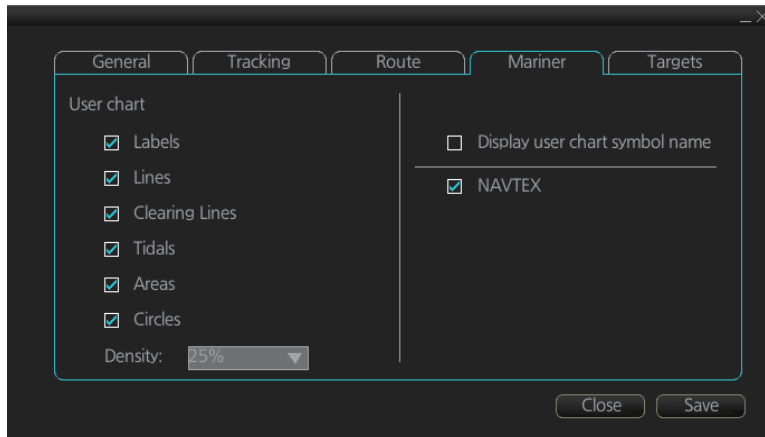 General Tracking Route Mariner Targets
User chart
Labels
Lines
Clearing Lines
Tidals
Areas
Circles
Density: 25%
Display user chart symbol name
NAVTEX
Close Save